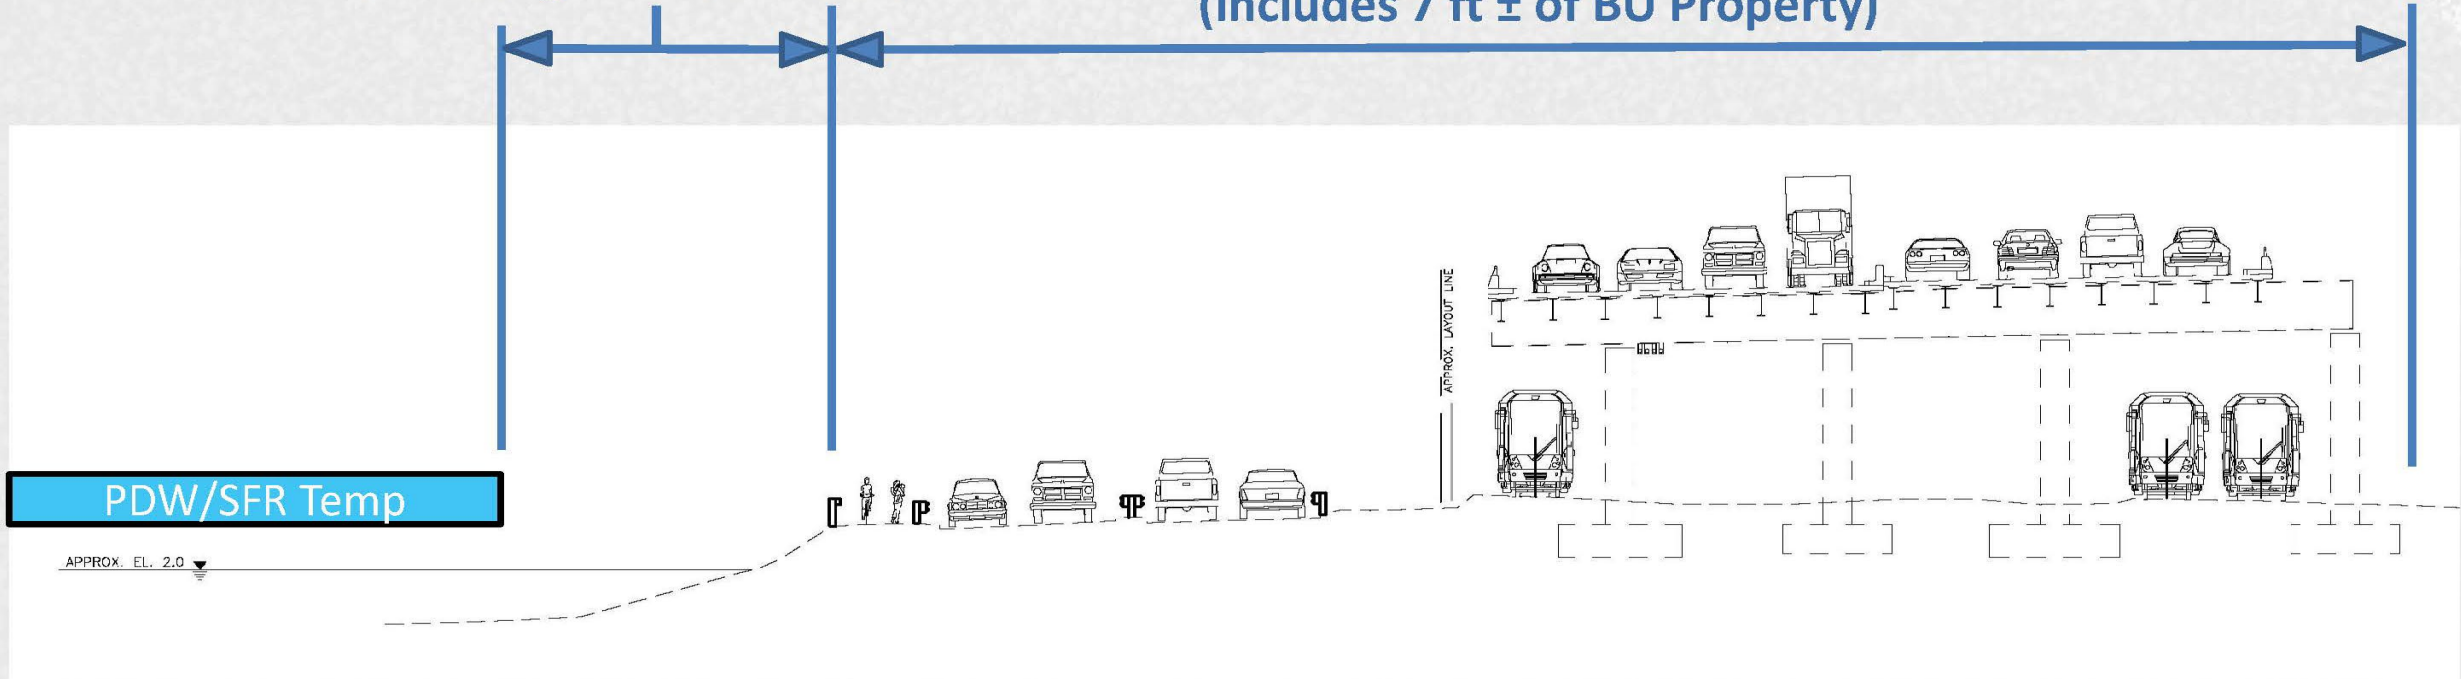 (Includes 7 ft ± of BU Property)
APPROX. LAYOUT LINE
PDW/SFR Temp
APPROX. EL. 2.0